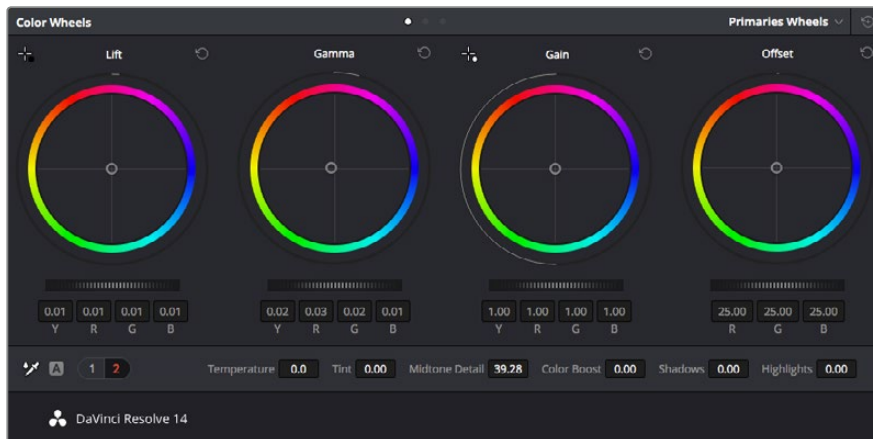 Color Wheels Primaries Wheels
Lift Gamma Gain Offset
0.01 0.01 0.01 0.01 0.02 0.03 0.02 0.01 1.00 1.00 1.00 1.00 25.00 25.00 25.00
Y R G B Y R G B Y R G B R G B
A 1 2 Temperature 0.0 Tint 0.00 Midtone Detail 39.28 Color Boost 0.00 Shadows 0.00 Highlights 0.00
DaVinci Resolve 14